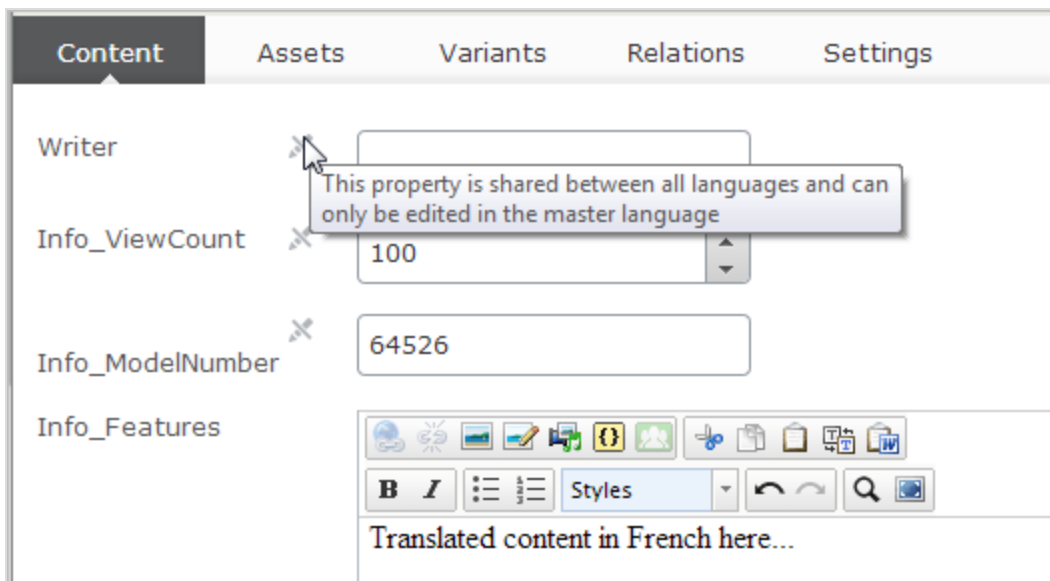 Content Assets Variants Relations Settings
Writer
This property is shared between all languages and can
only be edited in the master language
Info_ViewCount
100
Info_ModelNumber
64526
Info_Features
B I Styles
Translated content in French here...